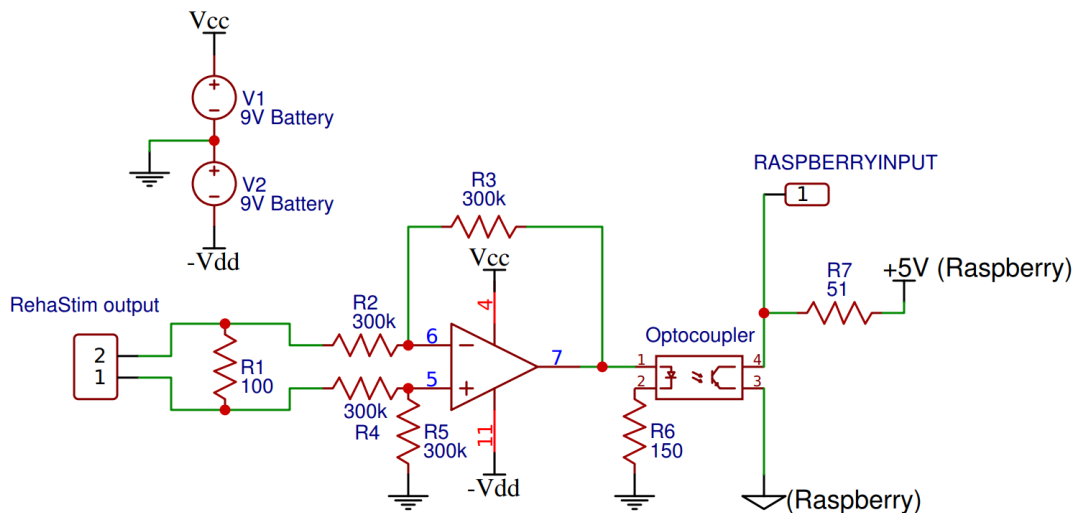 Vcc
V1
9V Battery
V2
9V Battery
-Vdd
RehaStim output
2
1
R1
100
R2
300k
300k
R4
R3
300k
Vcc
4
6
5
7
11
-Vdd
R5
300k
Optocoupler
1
2
4
3
R6
150
RASPBERRYINPUT
1
R7
51
+5V (Raspberry)
(Raspberry)